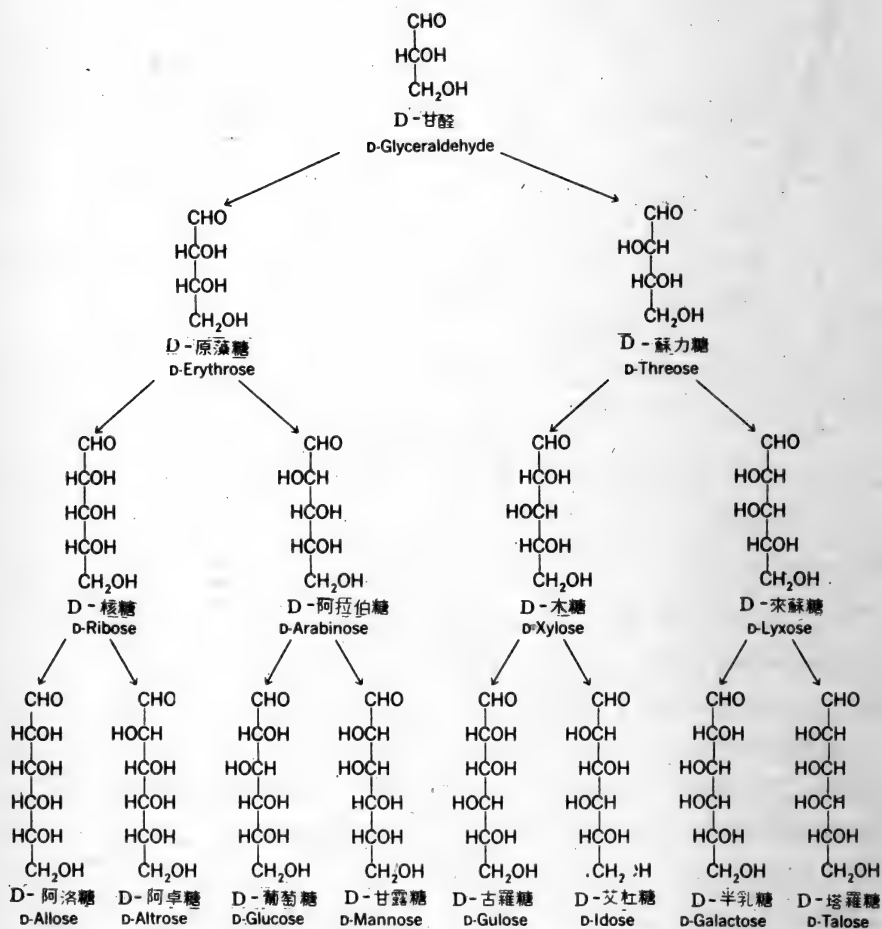 CHO
HCOH
CH₂OH
D-甘醛
D-Glyceraldehyde
CHO CHO
HCOH HOCH
HCOH HCOH
CH₂OH CH₂OH
D-原藻糖 D-蘇力糖
D-Erythrose D-Threose
CHO CHO CHO CHO
HCOH HOCH HCOH HOCH
HCOH HCOH HOCH HOCH
HCOH HCOH HCOH HCOH
CH₂OH CH₂OH CH₂OH CH₂OH
D-核糖 D-阿拉伯糖 D-木糖 D-來蘇糖
D-Ribose D-Arabinose D-Xylose D-Lyxose
CHO CHO CHO CHO CHO CHO CHO CHO
HCOH HOCH HCOH HOCH HCOH HOCH HCOH HOCH
HCOH HCOH HOCH HOCH HCOH HCOH HOCH HOCH
HCOH HCOH HCOH HCOH HOCH HOCH HOCH HOCH
HCOH HCOH HCOH HCOH HCOH HCOH HCOH HCOH
CH₂OH CH₂OH CH₂OH CH₂OH CH₂OH CH₂OH CH₂OH CH₂OH
D-阿洛糖 D-阿卓糖 D-葡萄糖 D-甘露糖 D-古羅糖 D-艾杜糖 D-半乳糖 D-塔羅糖
D-Allose D-Altrose D-Glucose D-Mannose D-Gulose D-Idose D-Galactose D-Talose